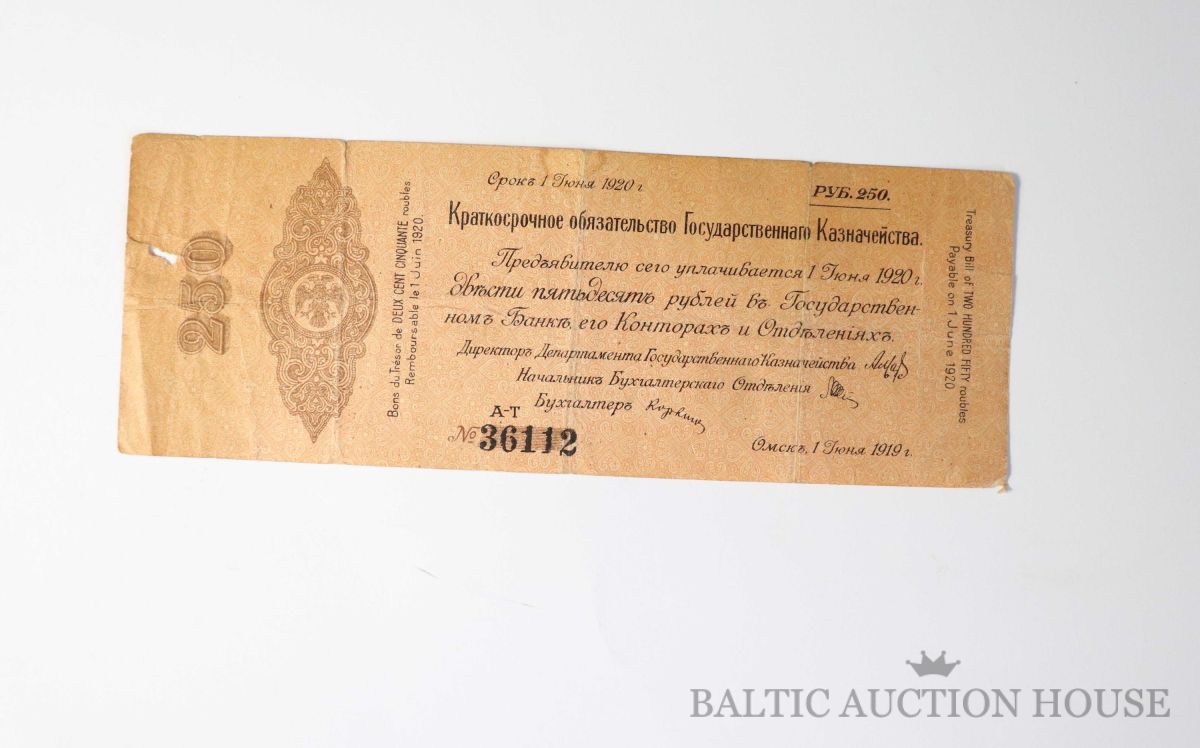 250
Bons du Trésor de DEUX CENT CINQUANTE roubles
Remboursable le 1 Juin 1920.
Срокъ 1 Іюня 1920 г.
РУБ. 250.
Краткосрочное обязательство Государственнаго Казначейства.
Предъявителю сего уплачивается 1 Іюня 1920 г.
двѣсти пятьдесятъ рублей въ Государствен-
номъ Банкѣ, его Конторахъ и Отдѣленіяхъ.
Директоръ Департамента Государственнаго Казначейства
Начальникъ Бухгалтерскаго Отдѣленія
Бухгалтеръ
А-Т
№ 36112
Омскъ, 1 Іюня 1919 г.
Treasury Bill of TWO HUNDRED FIFTY roubles
Payable on 1 June 1920
BALTIC AUCTION HOUSE